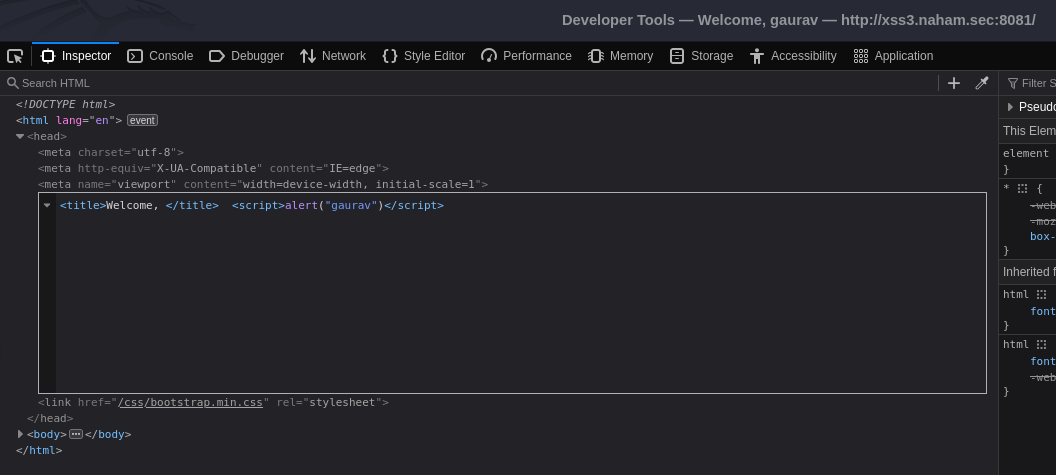 Developer Tools — Welcome, gaurav — http://xss3.naham.sec:8081/
Inspector Console Debugger Network Style Editor Performance Memory Storage Accessibility Application
Search HTML
Filter S
<!DOCTYPE html>
<html lang="en"> event
<head>
<meta charset="utf-8">
<meta http-equiv="X-UA-Compatible" content="IE=edge">
<meta name="viewport" content="width=device-width, initial-scale=1">
<title>Welcome, </title> <script>alert("gaurav")</script>
<link href="/css/bootstrap.min.css" rel="stylesheet">
</head>
<body></body>
</html>
Pseudo
This Elem
element
}
* {
-web
-moz
box-
}
Inherited f
html
font
}
html
font
-web
}